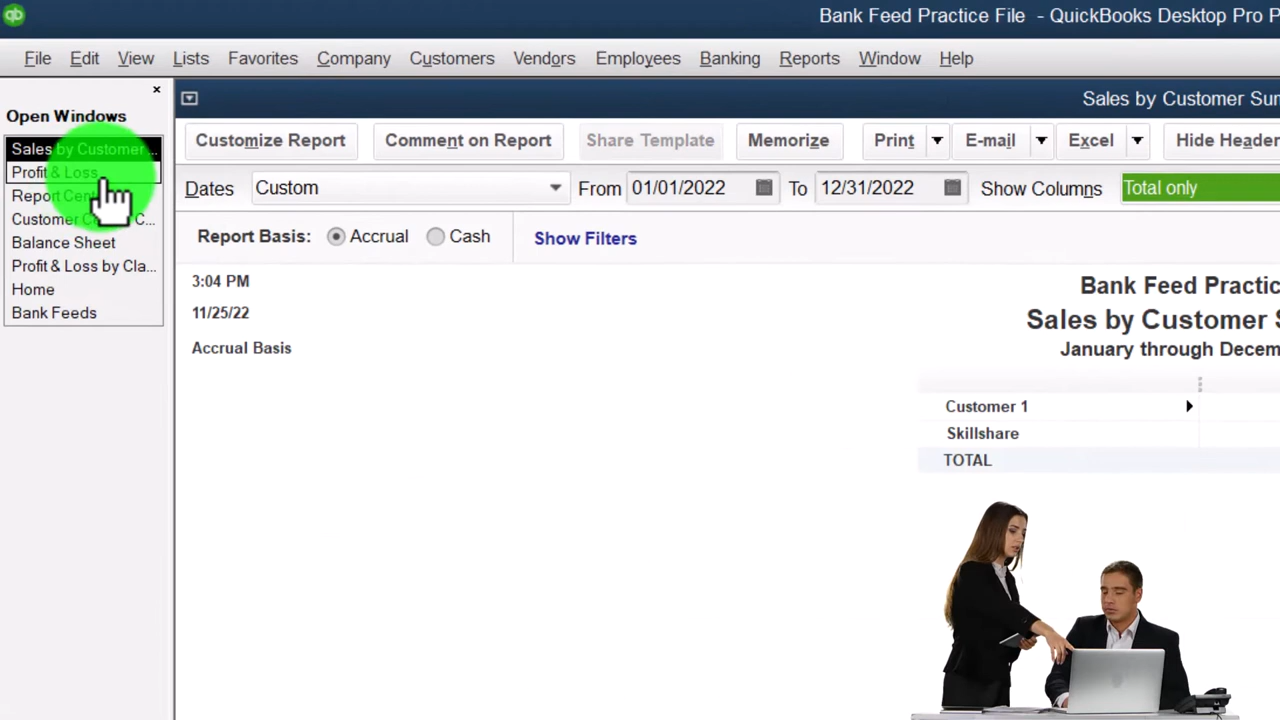 Bank Feed Practice File - QuickBooks Desktop Pro P
File Edit View Lists Favorites Company Customers Vendors Employees Banking Reports Window Help
Open Windows
Sales by Customer Sum
Customize Report Comment on Report Share Template Memorize Print E-mail Excel Hide Header
Sales by Customer...
Profit & Loss
Report Cen
Customer C...
Balance Sheet
Profit & Loss by Cla...
Home
Bank Feeds
Dates Custom From 01/01/2022 To 12/31/2022 Show Columns Total only
Report Basis: Accrual Cash Show Filters
3:04 PM
11/25/22
Accrual Basis
Bank Feed Practic
Sales by Customer S
January through Decem
Customer 1
Skillshare
TOTAL